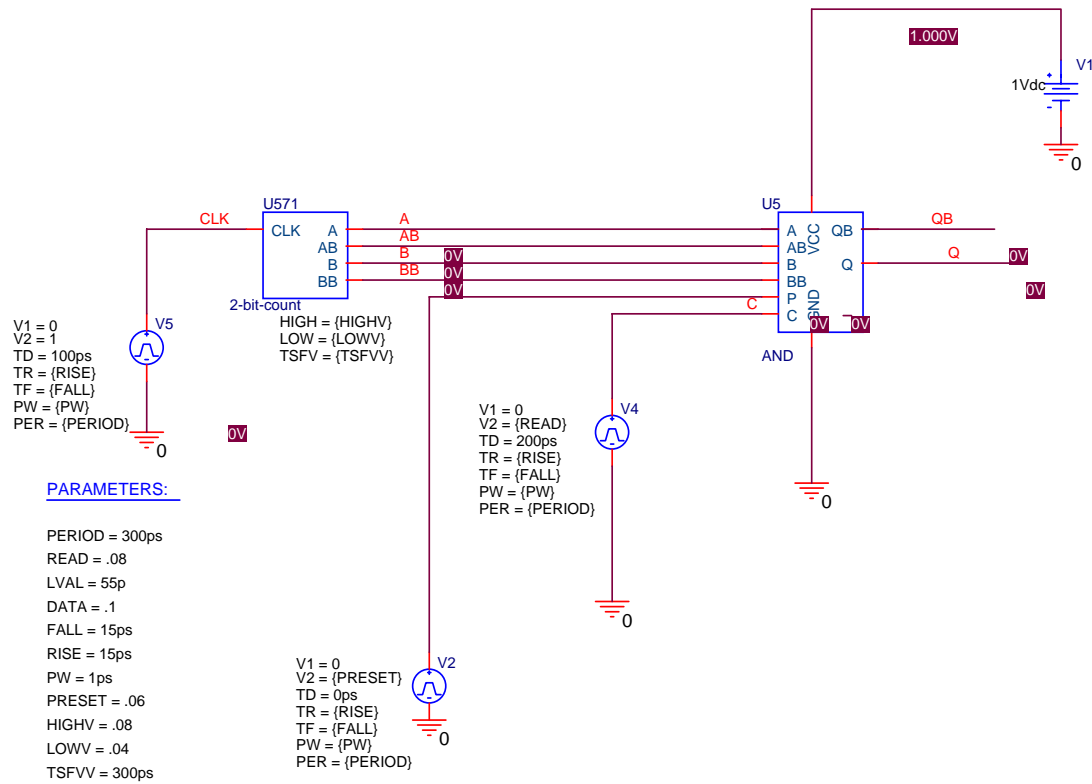 1.000V
V1
1Vdc
0
U571
CLK
CLK
A
AB
B
BB
2-bit-count
HIGH = {HIGHV}
LOW = {LOWV}
TSFV = {TSFVV}
A
AB
B
BB
0V
0V
0V
U5
A
AB
B
BB
P
C
VCC
GND
QB
Q
AND
QB
Q
0V
0V
0V
0V
C
0
V1 = 0
V2 = 1
TD = 100ps
TR = {RISE}
TF = {FALL}
PW = {PW}
PER = {PERIOD}
V5
0
0V
V1 = 0
V2 = {READ}
TD = 200ps
TR = {RISE}
TF = {FALL}
PW = {PW}
PER = {PERIOD}
V4
0
PARAMETERS:
PERIOD = 300ps
READ = .08
LVAL = 55p
DATA = .1
FALL = 15ps
RISE = 15ps
PW = 1ps
PRESET = .06
HIGHV = .08
LOWV = .04
TSFVV = 300ps
V1 = 0
V2 = {PRESET}
TD = 0ps
TR = {RISE}
TF = {FALL}
PW = {PW}
PER = {PERIOD}
V2
0